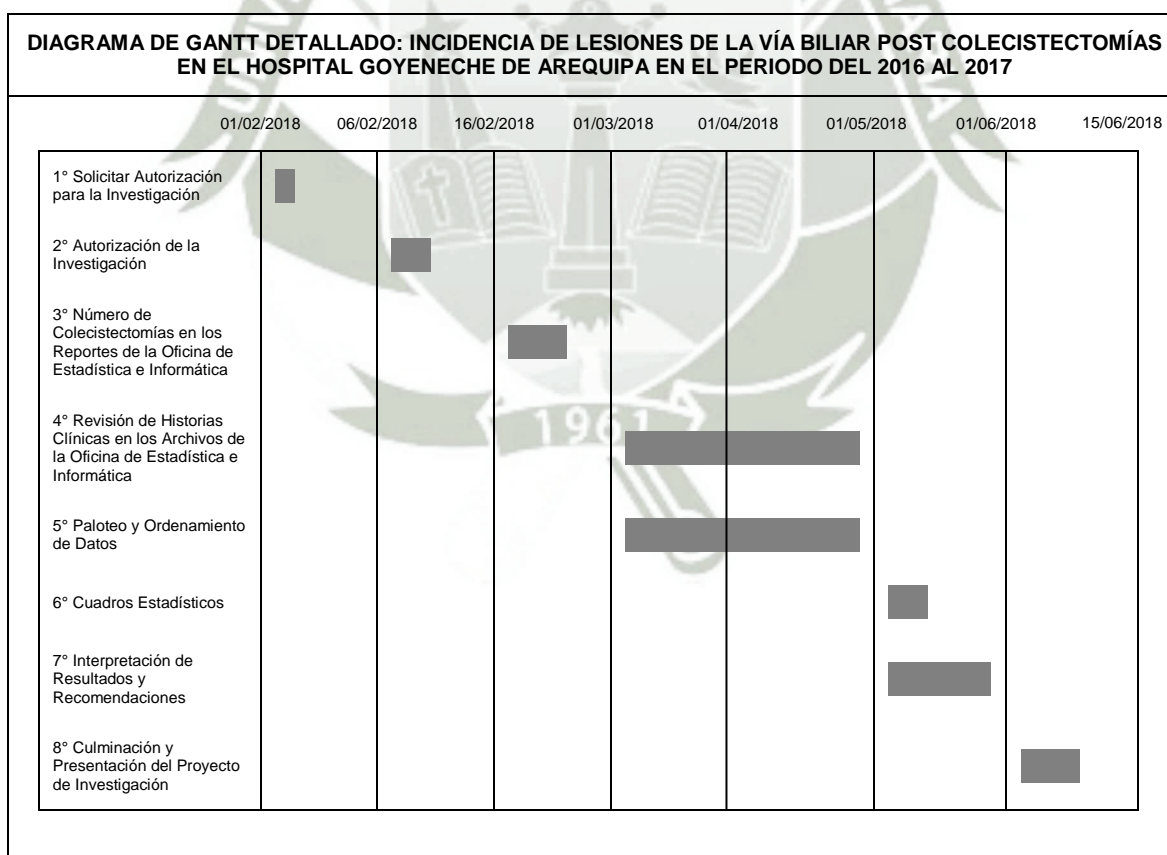 DIAGRAMA DE GANTT DETALLADO: INCIDENCIA DE LESIONES DE LA VÍA BILIAR POST COLECISTECTOMÍAS
EN EL HOSPITAL GOYENECHE DE AREQUIPA EN EL PERIODO DEL 2016 AL 2017
01/02/2018 06/02/2018 16/02/2018 01/03/2018 01/04/2018 01/05/2018 01/06/2018 15/06/2018
1° Solicitar Autorización
para la Investigación
2° Autorización de la
Investigación
3° Número de
Colecistectomías en los
Reportes de la Oficina de
Estadística e Informática
4° Revisión de Historias
Clínicas en los Archivos de
la Oficina de Estadística e
Informática
5° Paloteo y Ordenamiento
de Datos
6° Cuadros Estadísticos
7° Interpretación de
Resultados y
Recomendaciones
8° Culminación y
Presentación del Proyecto
de Investigación
1961